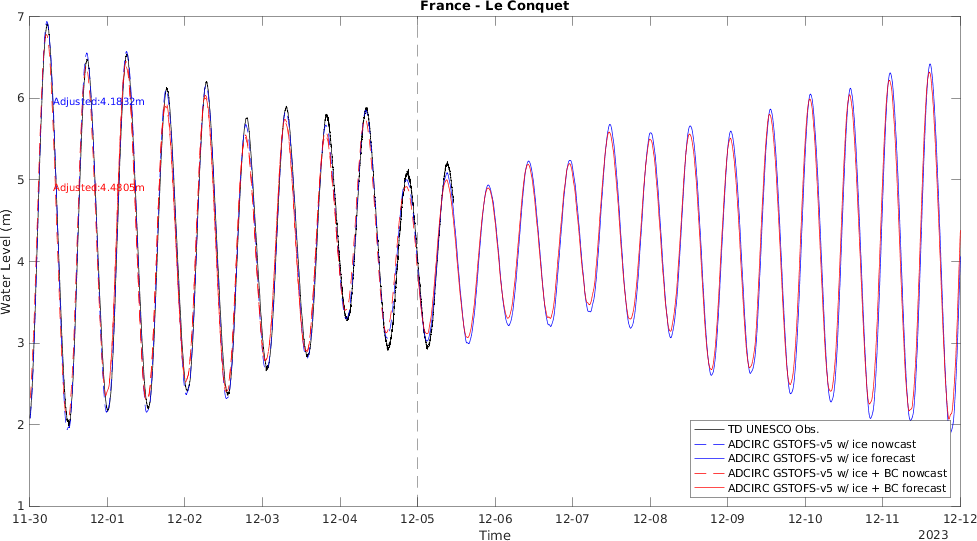 France - Le Conquet
7
6
5
4
3
2
1
Water Level (m)
Adjusted:4.1832m
Adjusted:4.4805m
TD UNESCO Obs.
ADCIRC GSTOFS-v5 w/ ice nowcast
ADCIRC GSTOFS-v5 w/ ice forecast
ADCIRC GSTOFS-v5 w/ ice + BC nowcast
ADCIRC GSTOFS-v5 w/ ice + BC forecast
11-30 12-01 12-02 12-03 12-04 12-05 12-06 12-07 12-08 12-09 12-10 12-11 12-12
Time
2023